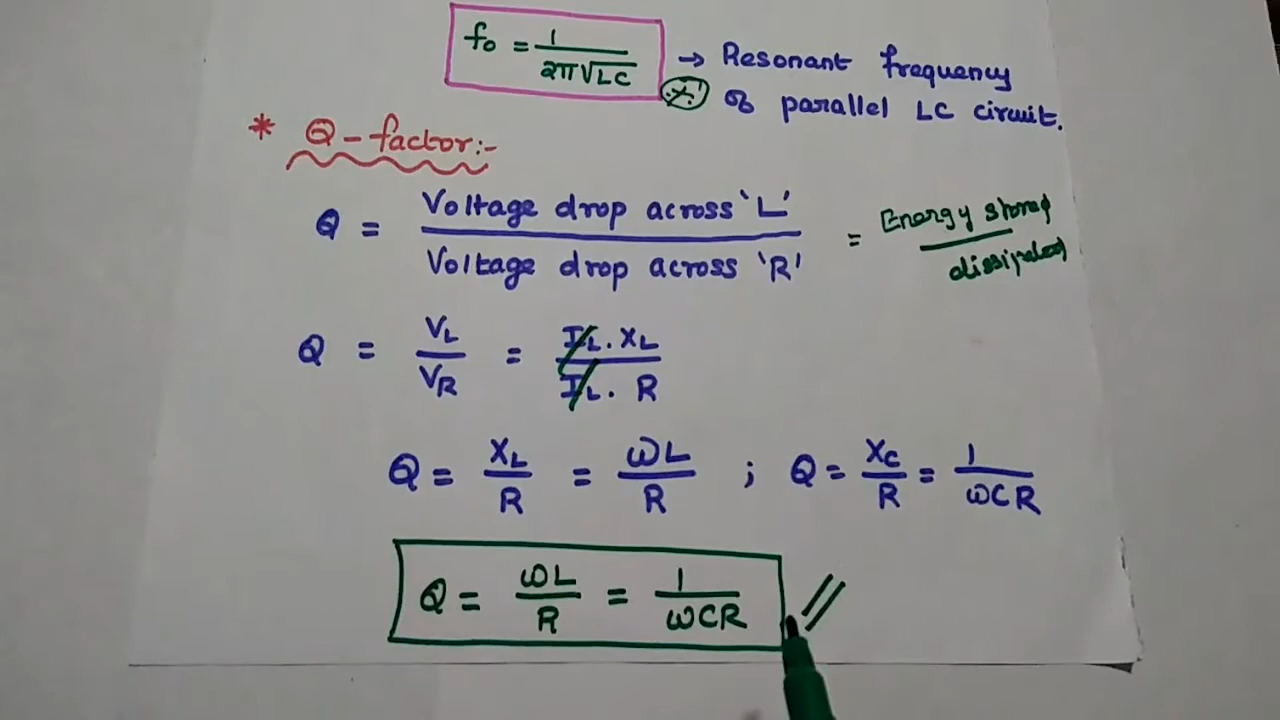 f₀ = 1/2π√LC → Resonant frequency
of parallel LC circuit.
* Q-factor:-
Q = Voltage drop across 'L' / Voltage drop across 'R' = Energy stored / dissipated
Q = V_L/V_R = I_L . X_L / I_L . R
Q = X_L/R = ωL/R ; Q = X_C/R = 1/ωCR
Q = ωL/R = 1/ωCR //